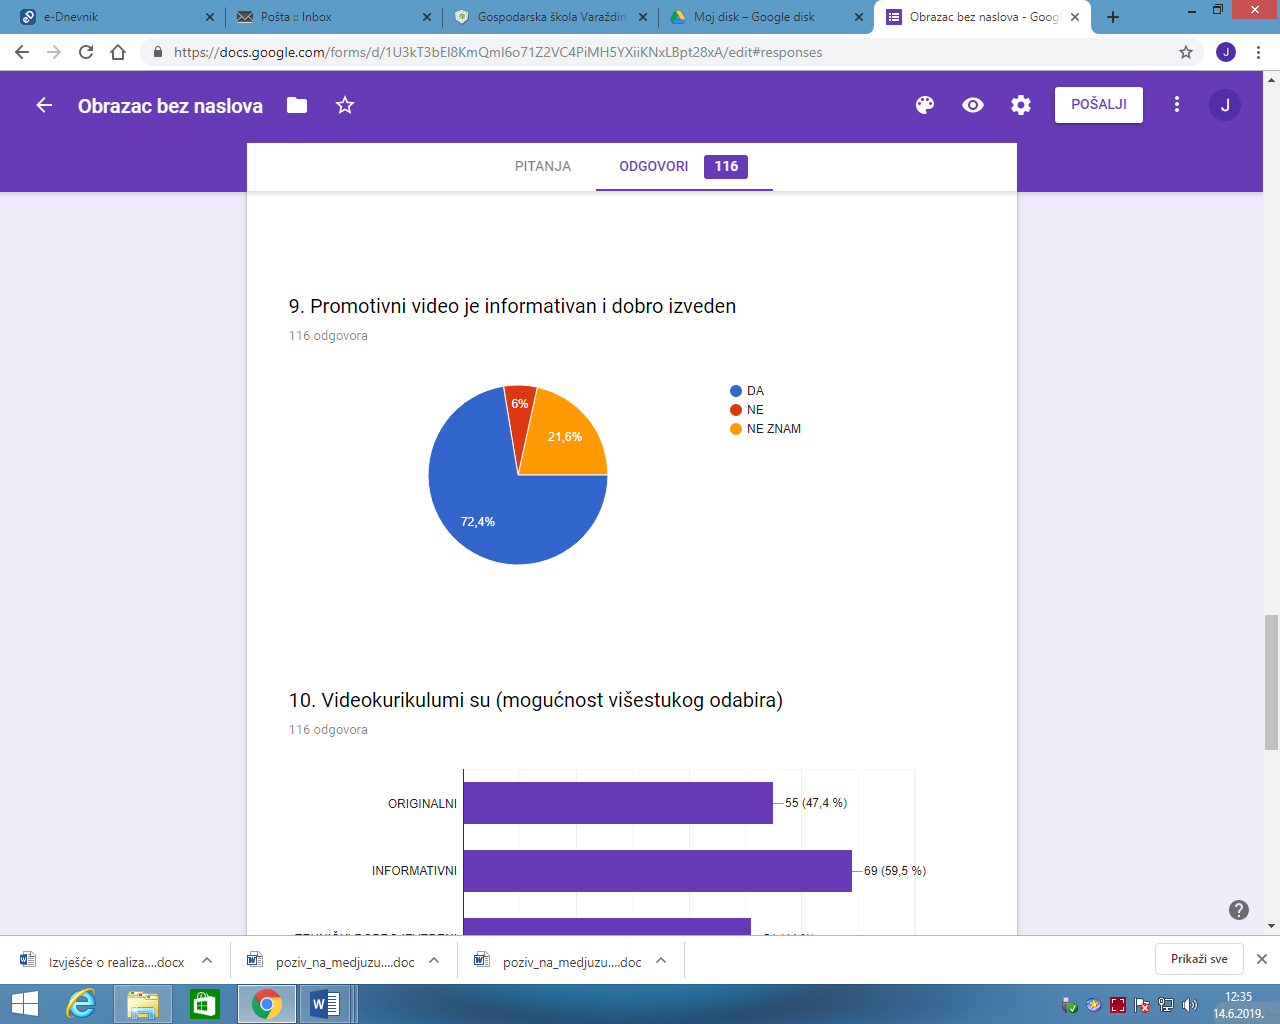 e-Dnevnik
Pošta :: Inbox
Gospodarska škola Varaždin
Moj disk – Google disk
Obrazac bez naslova - Goog
https://docs.google.com/forms/d/1U3kT3bEl8KmQmI6o71Z2VC4PiMH5YXiiKNxLBpt28xA/edit#responses
J
Obrazac bez naslova
POŠALJI
J
PITANJA
ODGOVORI
116
9. Promotivni video je informativan i dobro izveden
116 odgovora
DA
NE
NE ZNAM
6%
21,6%
72,4%
10. Videokurikulumi su (mogućnost višestukog odabira)
116 odgovora
ORIGINALNI
55 (47,4 %)
INFORMATIVNI
69 (59,5 %)
Izvješće o realiza....docx
poziv_na_medjuzu....doc
poziv_na_medjuzu....doc
Prikaži sve
12:35
14.6.2019.